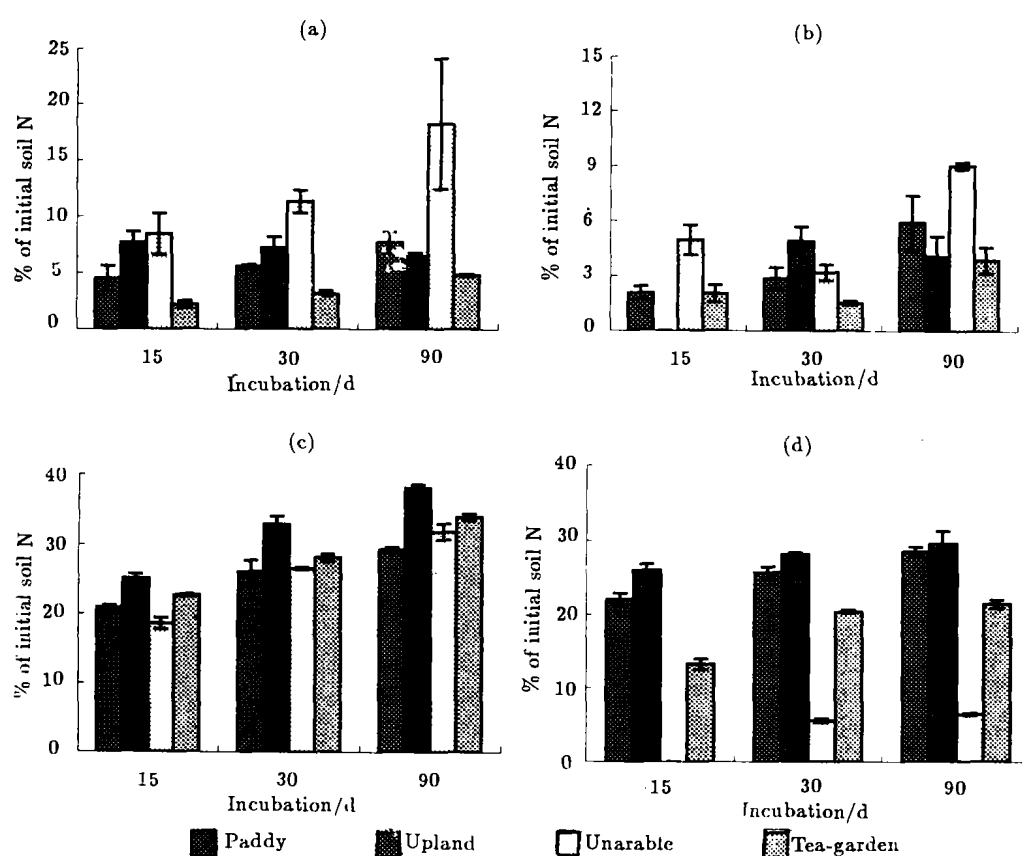 (a)
25
20
15
10
5
0
% of initial soil N
15 30 90
Incubation/d
(b)
15
12
9
6
3
0
% of initial soil N
15 30 90
Incubation/d
(c)
40
30
20
10
0
% of initial soil N
15 30 90
Incubation/d
(d)
40
30
20
10
0
% of initial soil N
15 30 90
Incubation/d
Paddy Upland Unarable Tea-garden